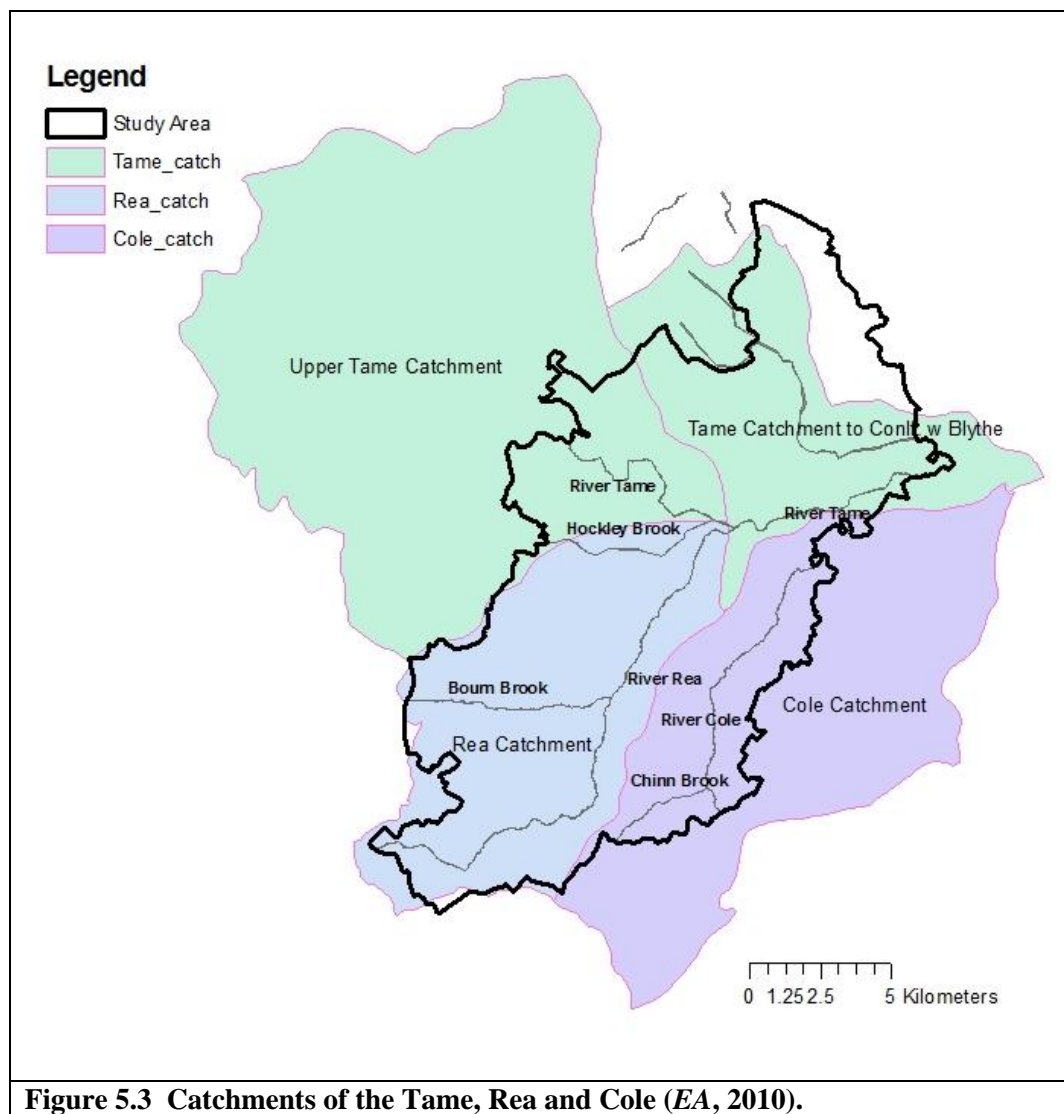 Legend
Study Area
Tame_catch
Rea_catch
Cole_catch
Upper Tame Catchment
Tame Catchment to Conf. w Blythe
River Tame
River Tame
Hockley Brook
Bourn Brook
River Rea
Rea Catchment
River Cole
Cole Catchment
Chinn Brook
0 1.25 2.5 5 Kilometers
Figure 5.3 Catchments of the Tame, Rea and Cole (EA, 2010).